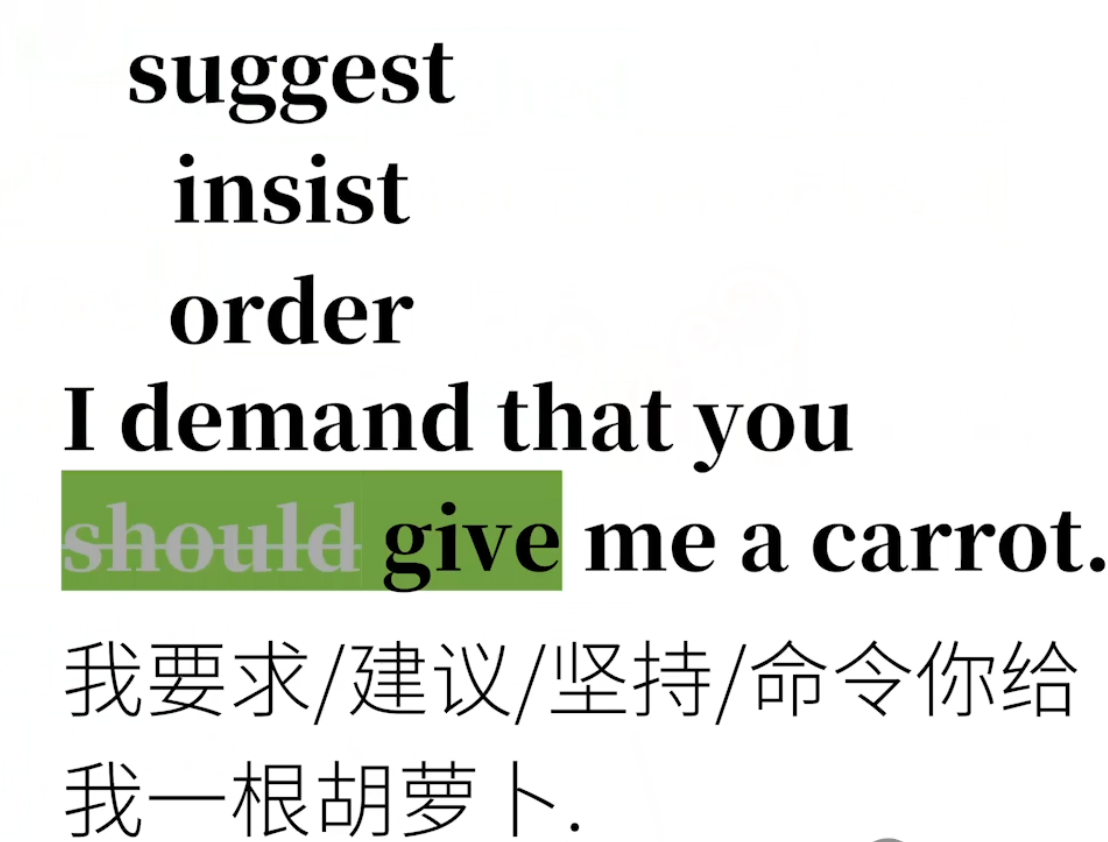 suggest
insist
order
I demand that you
should give me a carrot.
我要求/建议/坚持/命令你给
我一根胡萝卜.